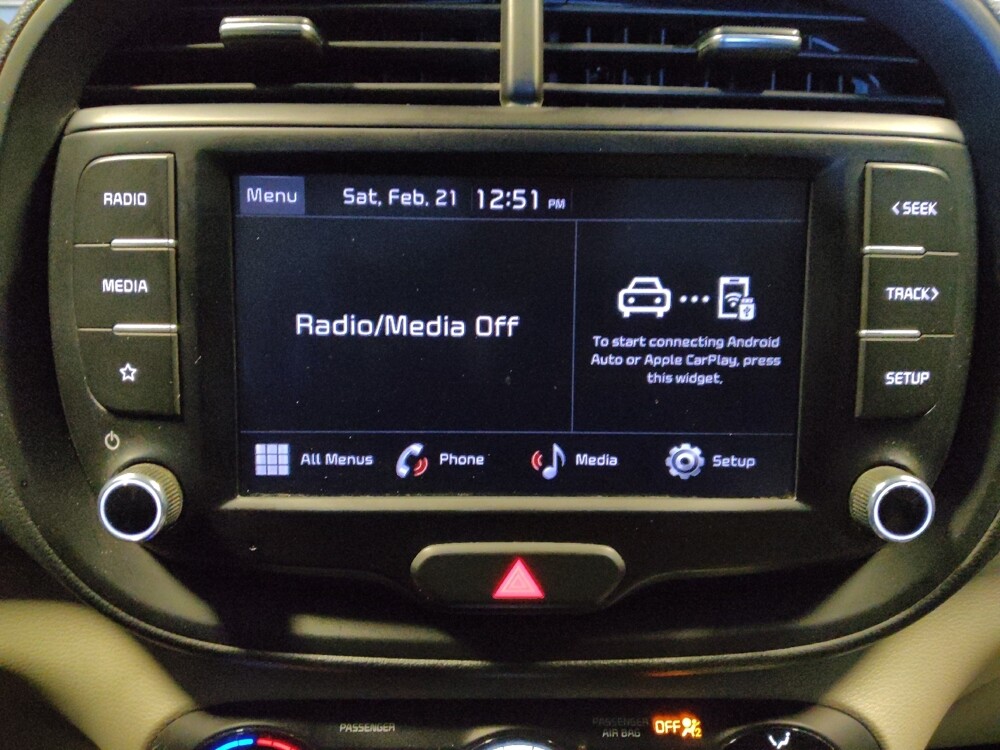 RADIO
MEDIA
Menu
Sat, Feb, 21 12:51 PM
Radio/Media Off
To start connecting Android
Auto or Apple CarPlay, press
this widget.
All Menus
Phone
Media
Setup
< SEEK
TRACK >
SETUP
PASSENGER
PASSENGER
AIR BAG
OFF
2